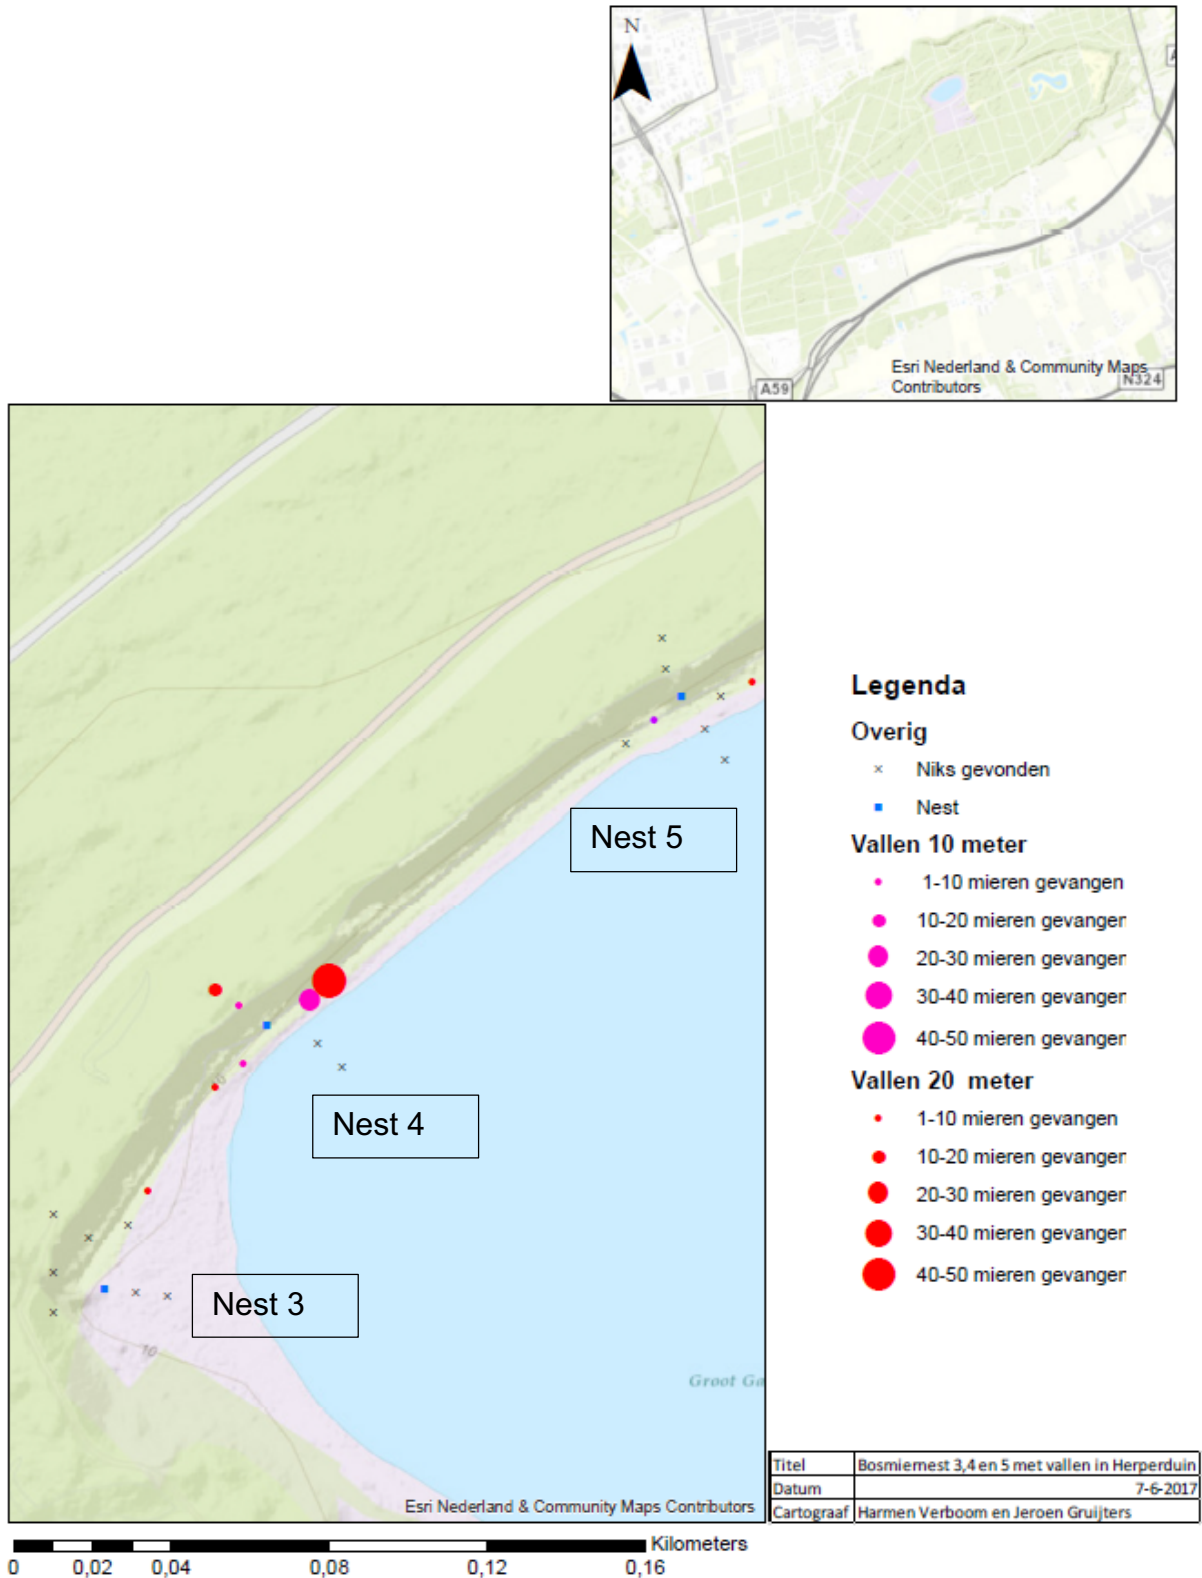 N
A59
N324
Esri Nederland & Community Maps
Contributors
Nest 5
Nest 4
Nest 3
10
Groot Ga
Esri Nederland & Community Maps Contributors
Legenda
Overig
Niks gevonden
Nest
Vallen 10 meter
1-10 mieren gevangen
10-20 mieren gevangen
20-30 mieren gevangen
30-40 mieren gevangen
40-50 mieren gevangen
Vallen 20 meter
1-10 mieren gevangen
10-20 mieren gevangen
20-30 mieren gevangen
30-40 mieren gevangen
40-50 mieren gevangen
Titel Bosmiernest 3,4 en 5 met vallen in Herperduin
Datum 7-6-2017
Cartograaf Harmen Verboom en Jeroen Gruijters
Kilometers
0 0,02 0,04 0,08 0,12 0,16